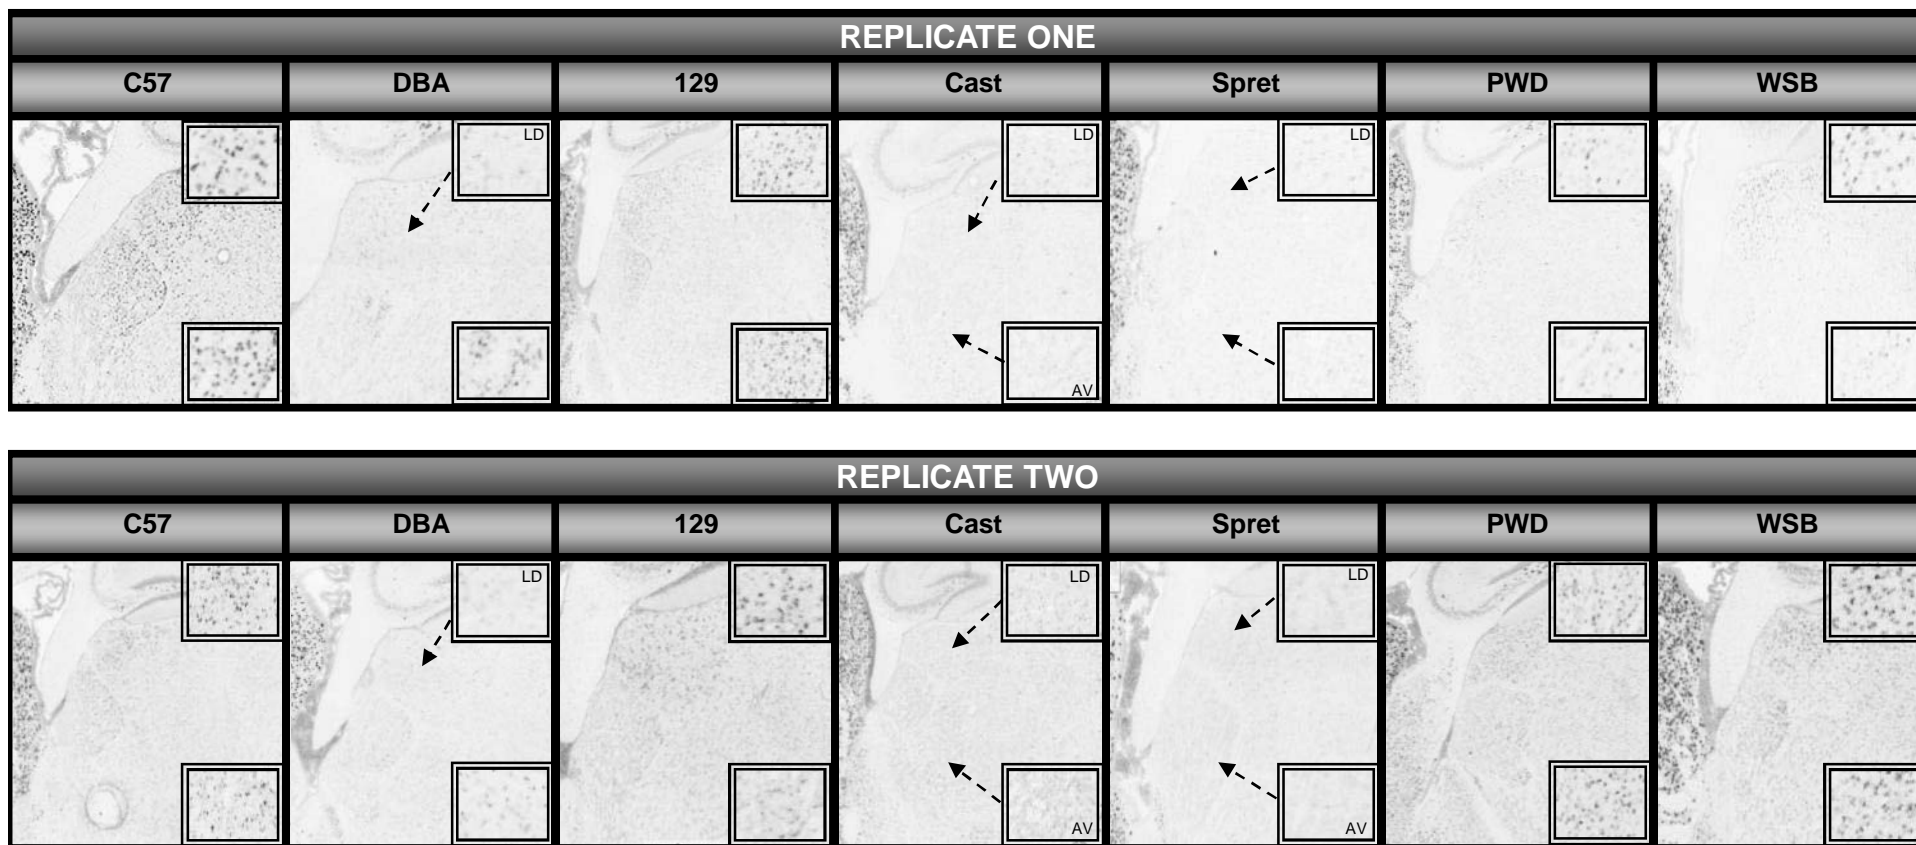 REPLICATE ONE
C57 DBA 129 Cast Spret PWD WSB
LD LD LD
AV
REPLICATE TWO
C57 DBA 129 Cast Spret PWD WSB
LD LD LD
AV AV